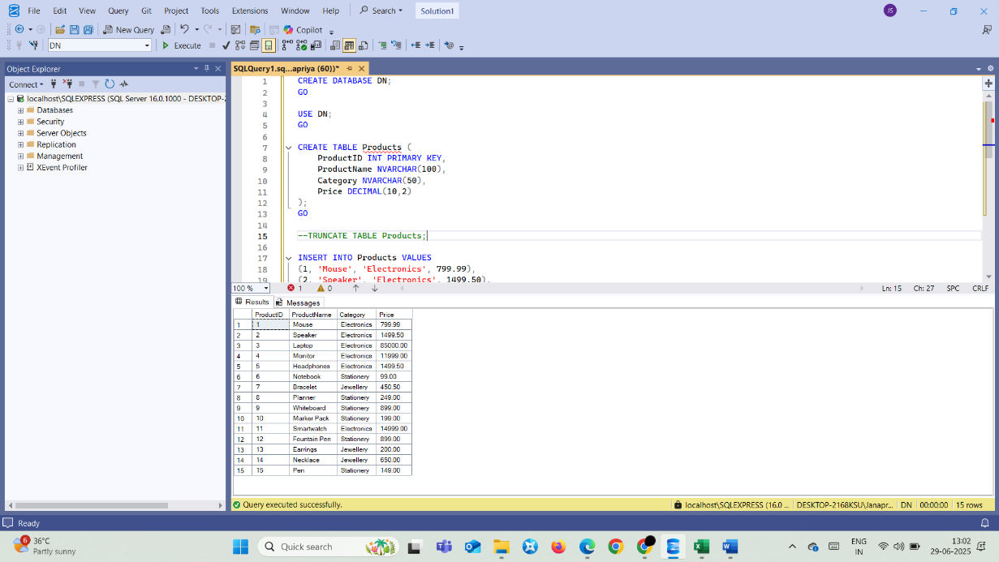 File Edit View Query Git Project Tools Extensions Window Help Search Solution1 JS
New Query Copilot
DN Execute
Object Explorer
Connect
localhost\SQLEXPRESS (SQL Server 16.0.1000 - DESKTOP-2
Databases
Security
Server Objects
Replication
Management
XEvent Profiler
SQLQuery1.sq...apriya (60))*
1 CREATE DATABASE DN;
2 GO
3
4 USE DN;
5 GO
6
7 CREATE TABLE Products (
8 ProductID INT PRIMARY KEY,
9 ProductName NVARCHAR(100),
10 Category NVARCHAR(50),
11 Price DECIMAL(10,2)
12 );
13 GO
14
15 --TRUNCATE TABLE Products;
16
17 INSERT INTO Products VALUES
18 (1, 'Mouse', 'Electronics', 799.99),
19 (2, 'Speaker', 'Electronics', 1499.50),
100 % 1 0 Ln: 15 Ch: 27 SPC CRLF
Results Messages
ProductID ProductName Category Price
1 1 Mouse Electronics 799.99
2 2 Speaker Electronics 1499.50
3 3 Laptop Electronics 85000.00
4 4 Monitor Electronics 11999.00
5 5 Headphones Electronics 1499.50
6 6 Notebook Stationery 99.00
7 7 Bracelet Jewellery 450.50
8 8 Planner Stationery 249.00
9 9 Whiteboard Stationery 899.00
10 10 Marker Pack Stationery 199.00
11 11 Smartwatch Electronics 14999.00
12 12 Fountain Pen Stationery 899.00
13 13 Earrings Jewellery 200.00
14 14 Necklace Jewellery 650.00
15 15 Pen Stationery 149.00
Query executed successfully. localhost\SQLEXPRESS (16.0 ... DESKTOP-2168KSU\Janapr... DN 00:00:00 15 rows
Ready
6 36°C
Partly sunny
Quick search
ENG
IN
13:02
29-06-2025